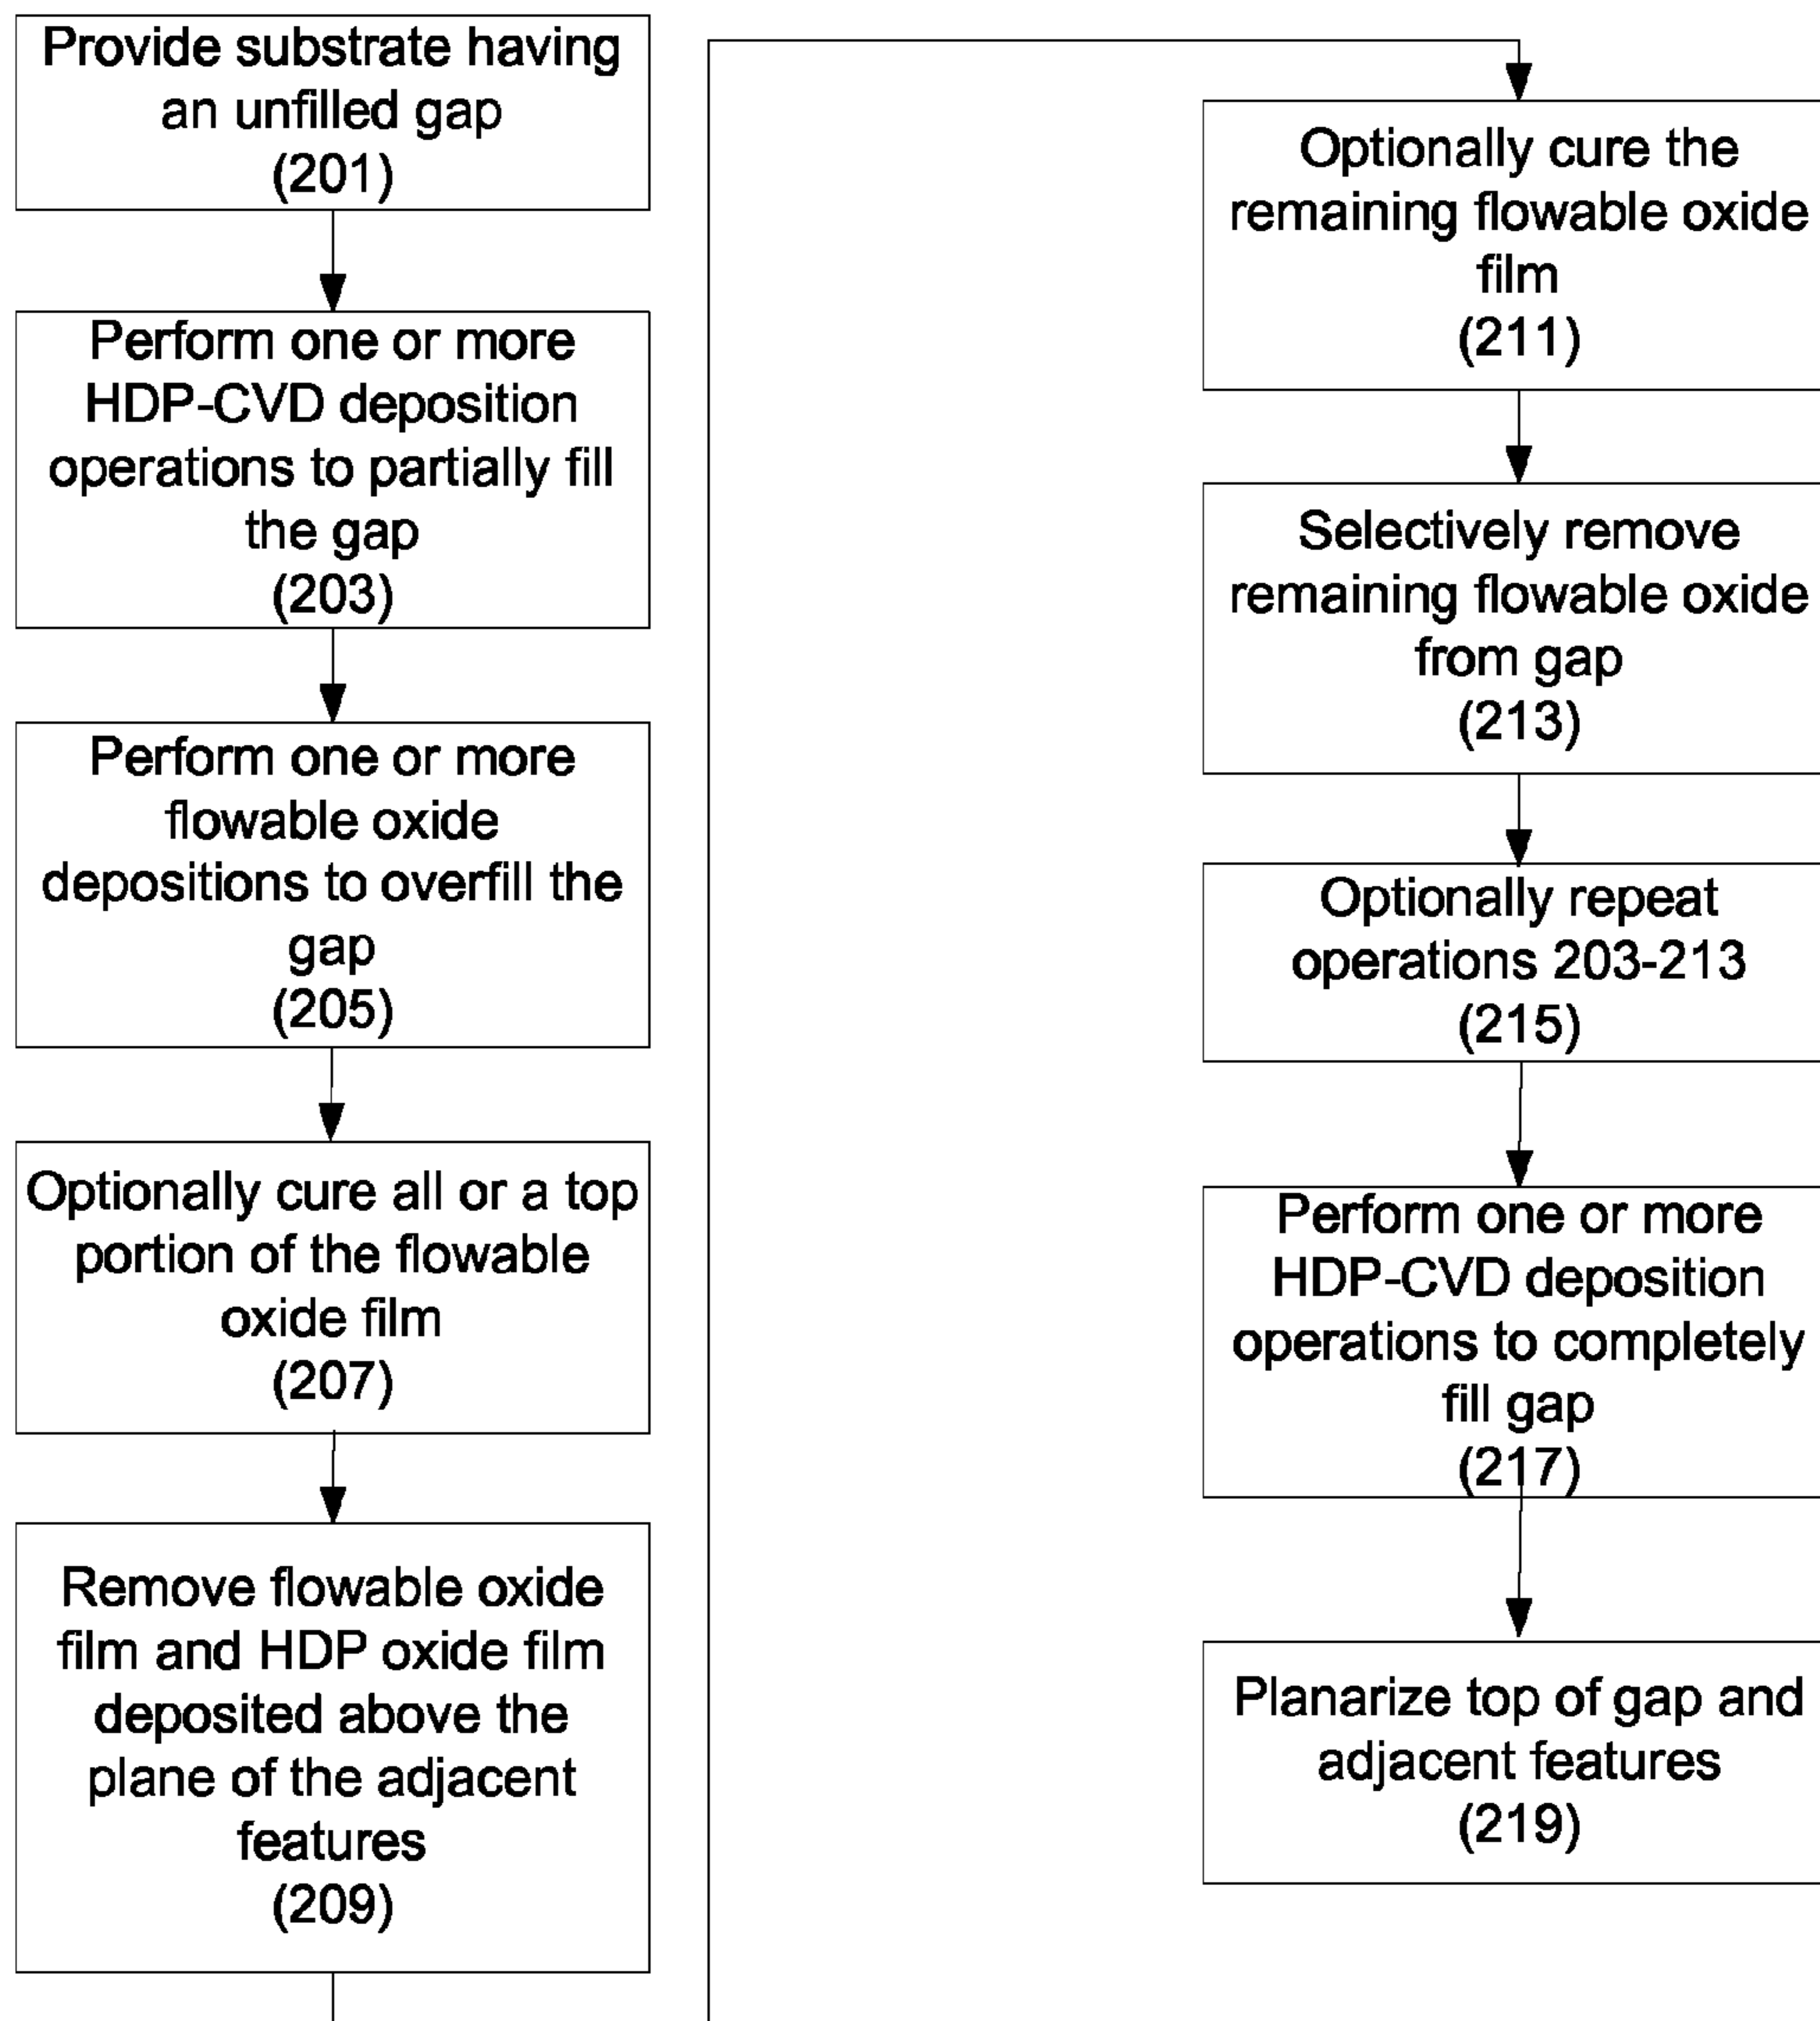 Provide substrate having
an unfilled gap
(201)
Perform one or more
HDP-CVD deposition
operations to partially fill
the gap
(203)
Perform one or more
flowable oxide
depositions to overfill the
gap
(205)
Optionally cure all or a top
portion of the flowable
oxide film
(207)
Remove flowable oxide
film and HDP oxide film
deposited above the
plane of the adjacent
features
(209)
Optionally cure the
remaining flowable oxide
film
(211)
Selectively remove
remaining flowable oxide
from gap
(213)
Optionally repeat
operations 203-213
(215)
Perform one or more
HDP-CVD deposition
operations to completely
fill gap
(217)
Planarize top of gap and
adjacent features
(219)